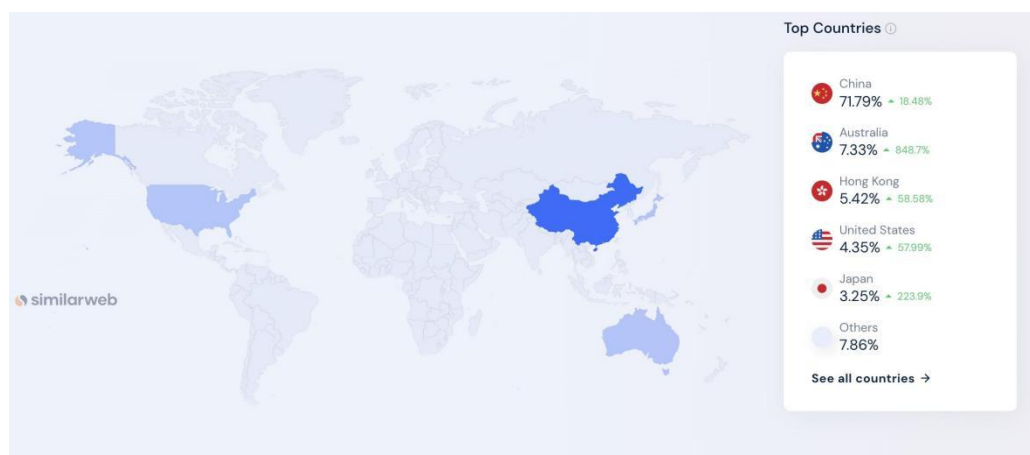 Top Countries
China
71.79% 18.48%
Australia
7.33% 848.7%
Hong Kong
5.42% 58.58%
United States
4.35% 57.99%
Japan
3.25% 223.9%
Others
7.86%
See all countries →
similarweb